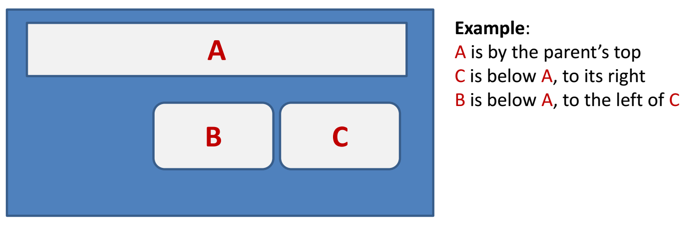 A
B
C
Example:
A is by the parent’s top
C is below A, to its right
B is below A, to the left of C